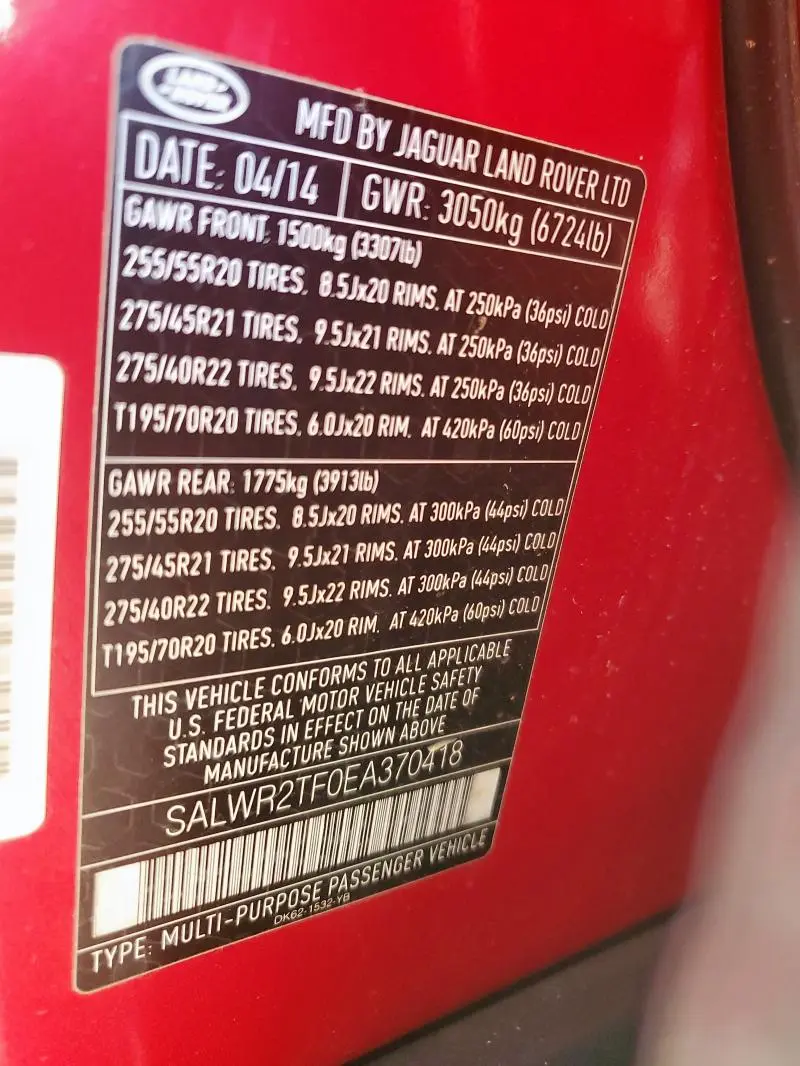 LAND ROVER
MFD BY JAGUAR LAND ROVER LTD
DATE: 04/14 GWR: 3050kg (6724lb)
GAWR FRONT: 1500kg (3307lb)
255/55R20 TIRES. 8.5Jx20 RIMS. AT 250kPa (36psi) COLD
275/45R21 TIRES. 9.5Jx21 RIMS. AT 250kPa (36psi) COLD
275/40R22 TIRES. 9.5Jx22 RIMS. AT 250kPa (36psi) COLD
T195/70R20 TIRES. 6.0Jx20 RIM. AT 420kPa (60psi) COLD
GAWR REAR: 1775kg (3913lb)
255/55R20 TIRES. 8.5Jx20 RIMS. AT 300kPa (44psi) COLD
275/45R21 TIRES. 9.5Jx21 RIMS. AT 300kPa (44psi) COLD
275/40R22 TIRES. 9.5Jx22 RIMS. AT 300kPa (44psi) COLD
T195/70R20 TIRES. 6.0Jx20 RIM. AT 420kPa (60psi) COLD
THIS VEHICLE CONFORMS TO ALL APPLICABLE
U.S. FEDERAL MOTOR VEHICLE SAFETY
STANDARDS IN EFFECT ON THE DATE OF
MANUFACTURE SHOWN ABOVE
SALWR2TF0EA370418
TYPE: MULTI-PURPOSE PASSENGER VEHICLE
DK62-1532-YB